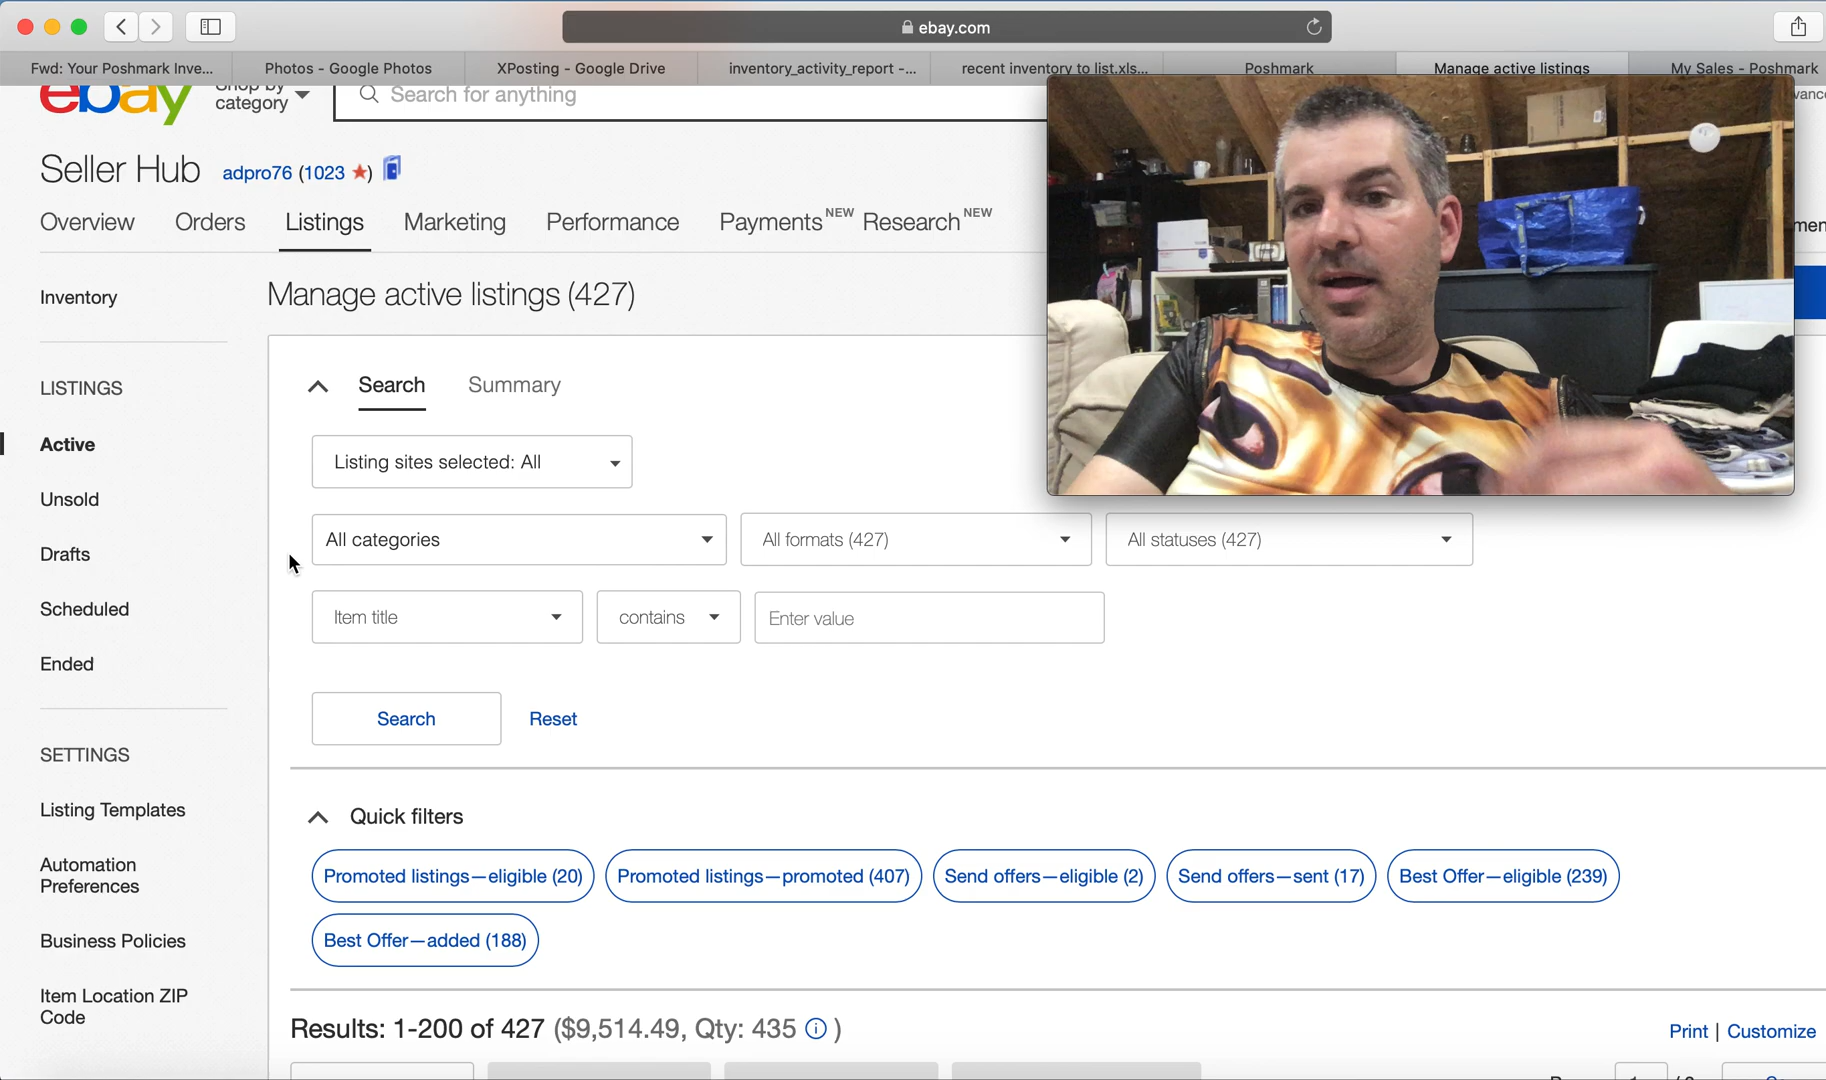 ebay.com
Fwd: Your Poshmark Inve...
Photos - Google Photos
XPosting - Google Drive
inventory_activity_report -...
recent inventory to list.xls...
Poshmark
Manage active listings
My Sales - Poshmark
ebay
Shop by
category
Search for anything
Seller Hub
adpro76 (1023 ★)
Overview
Orders
Listings
Marketing
Performance
Payments NEW
Research NEW
Inventory
Manage active listings (427)
LISTINGS
Active
Unsold
Drafts
Scheduled
Ended
Search
Summary
Listing sites selected: All
All categories
All formats (427)
All statuses (427)
Item title
contains
Enter value
Search
Reset
SETTINGS
Listing Templates
Automation
Preferences
Business Policies
Item Location ZIP
Code
Quick filters
Promoted listings—eligible (20)
Promoted listings—promoted (407)
Send offers—eligible (2)
Send offers—sent (17)
Best Offer—eligible (239)
Best Offer—added (188)
Results: 1-200 of 427 ($9,514.49, Qty: 435 ⓘ )
Print | Customize